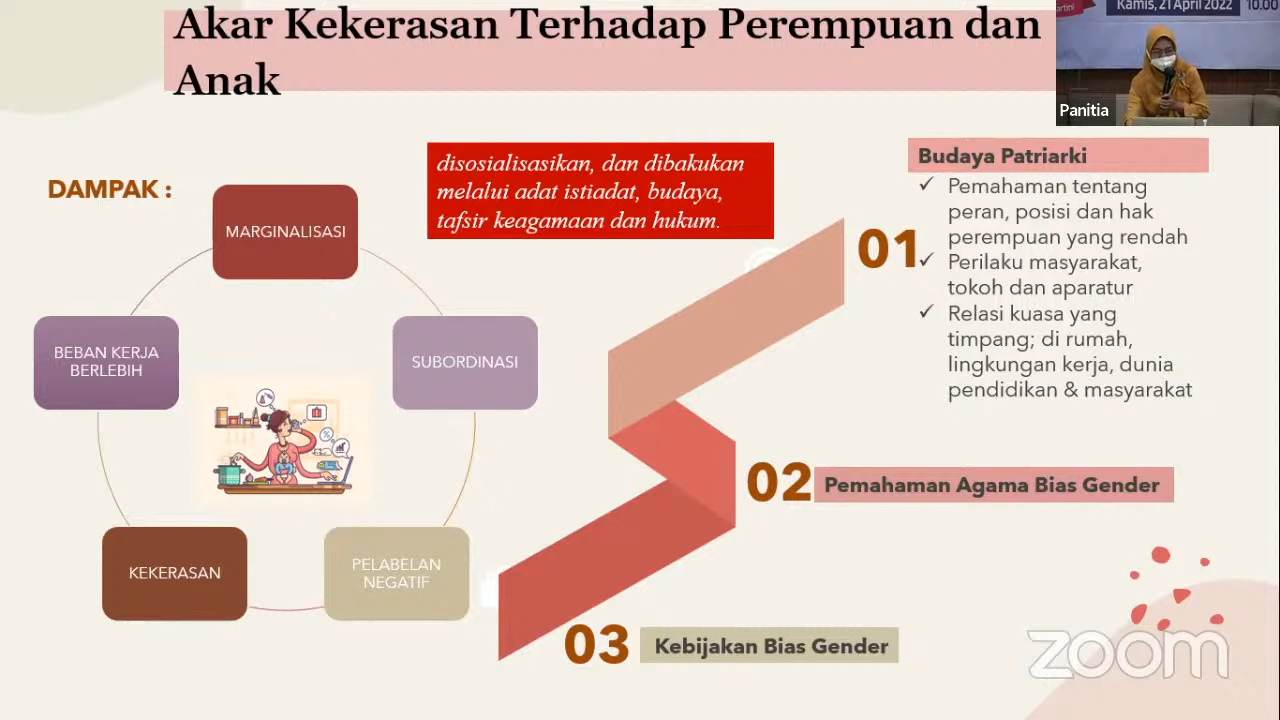 Akar Kekerasan Terhadap Perempuan dan
Anak
Kamis, 21 April 2022
10.00
Panitia
DAMPAK :
MARGINALISASI
SUBORDINASI
PELABELAN
NEGATIF
KEKERASAN
BEBAN KERJA
BERLEBIH
disosialisasikan, dan dibakukan
melalui adat istiadat, budaya,
tafsir keagamaan dan hukum.
01
Budaya Patriarki
✓ Pemahaman tentang
peran, posisi dan hak
perempuan yang rendah
✓ Perilaku masyarakat,
tokoh dan aparatur
✓ Relasi kuasa yang
timpang; di rumah,
lingkungan kerja, dunia
pendidikan & masyarakat
02
Pemahaman Agama Bias Gender
03
Kebijakan Bias Gender
zoom